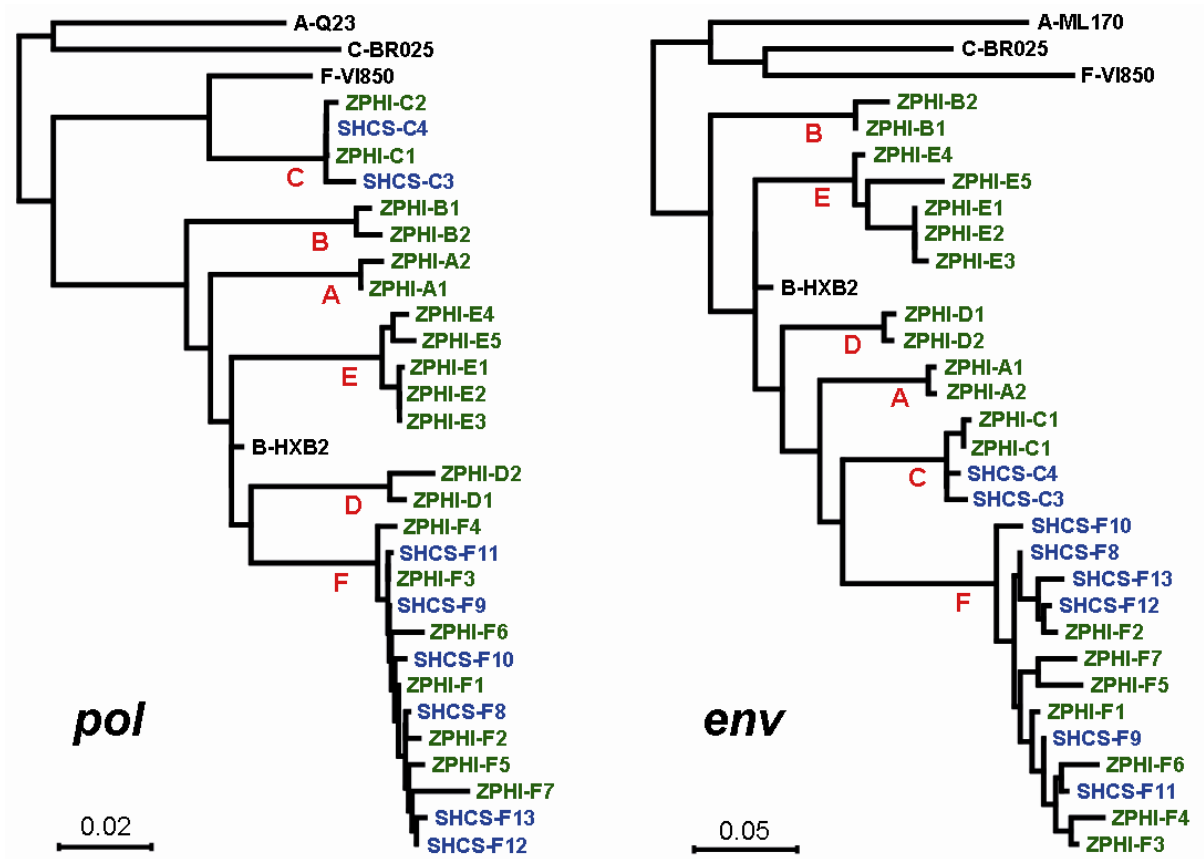 A-Q23
C-BR025
F-VI850
ZPHI-C2
SHCS-C4
ZPHI-C1
C
SHCS-C3
ZPHI-B1
B
ZPHI-B2
ZPHI-A2
A
ZPHI-A1
ZPHI-E4
ZPHI-E5
ZPHI-E1
E
ZPHI-E2
ZPHI-E3
B-HXB2
ZPHI-D2
D
ZPHI-D1
ZPHI-F4
SHCS-F11
F
ZPHI-F3
SHCS-F9
ZPHI-F6
SHCS-F10
ZPHI-F1
SHCS-F8
pol
ZPHI-F2
ZPHI-F5
ZPHI-F7
SHCS-F13
0.02
SHCS-F12
A-ML170
C-BR025
F-VI850
ZPHI-B2
B
ZPHI-B1
ZPHI-E4
ZPHI-E5
E
ZPHI-E1
ZPHI-E2
ZPHI-E3
B-HXB2
ZPHI-D1
D
ZPHI-D2
ZPHI-A1
A
ZPHI-A2
ZPHI-C1
ZPHI-C1
C
SHCS-C4
SHCS-C3
SHCS-F10
SHCS-F8
SHCS-F13
F
SHCS-F12
ZPHI-F2
ZPHI-F7
ZPHI-F5
ZPHI-F1
env
SHCS-F9
ZPHI-F6
SHCS-F11
ZPHI-F4
0.05
ZPHI-F3